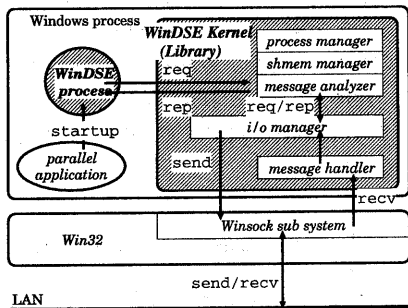 Windows process
WinDSE Kernel
(Library)
process manager
shmem manager
message analyzer
WinDSE
process
req
rep
req/rep
startup
i/o manager
parallel
application
send
message handler
recv
Winsock sub system
Win32
send/recv
LAN